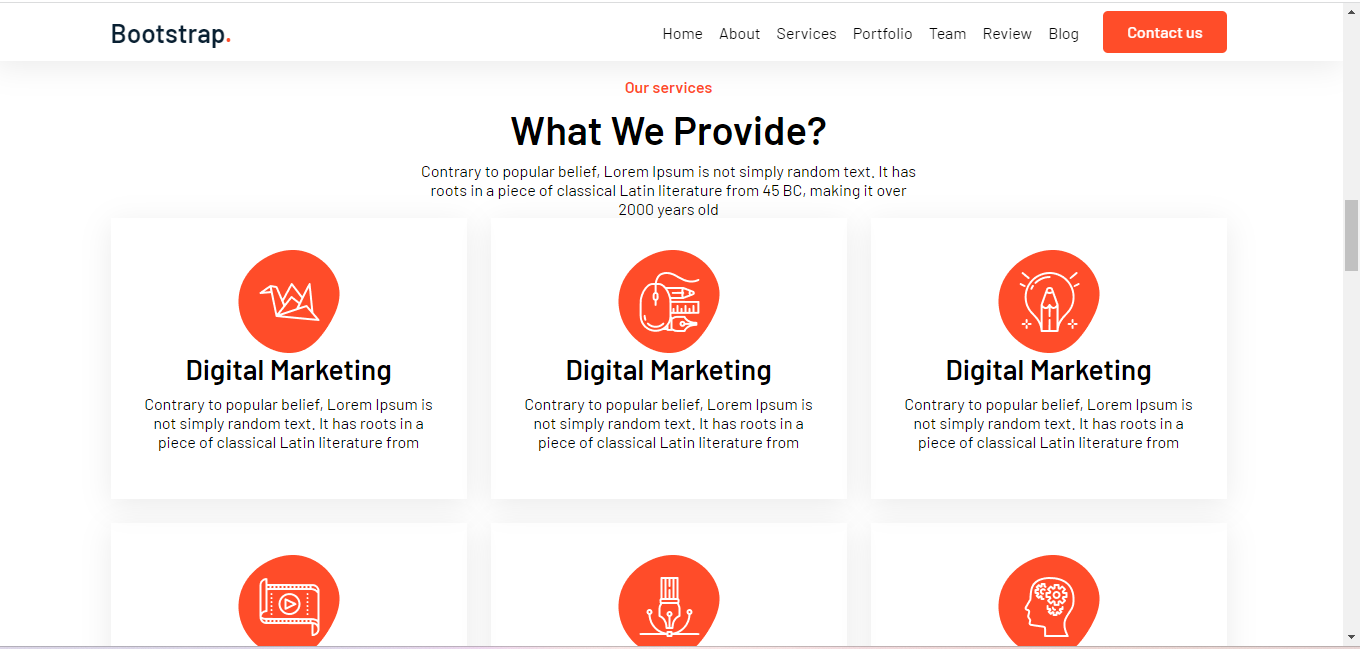 Bootstrap.
Home About Services Portfolio Team Review Blog Contact us
Our services
What We Provide?
Contrary to popular belief, Lorem Ipsum is not simply random text. It has
roots in a piece of classical Latin literature from 45 BC, making it over
2000 years old
Digital Marketing
Contrary to popular belief, Lorem Ipsum is
not simply random text. It has roots in a
piece of classical Latin literature from
Digital Marketing
Contrary to popular belief, Lorem Ipsum is
not simply random text. It has roots in a
piece of classical Latin literature from
Digital Marketing
Contrary to popular belief, Lorem Ipsum is
not simply random text. It has roots in a
piece of classical Latin literature from